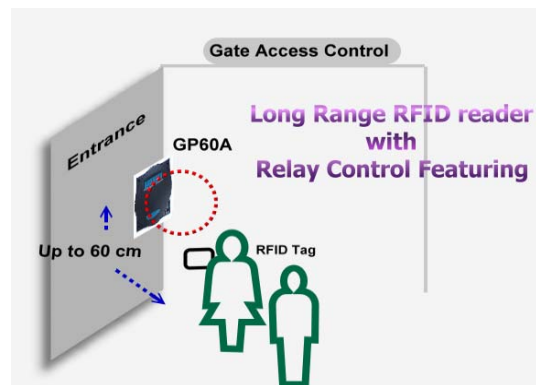 Gate Access Control
Long Range RFID reader
with
Relay Control Featuring
Entrance
GP60A
Up to 60 cm
RFID Tag